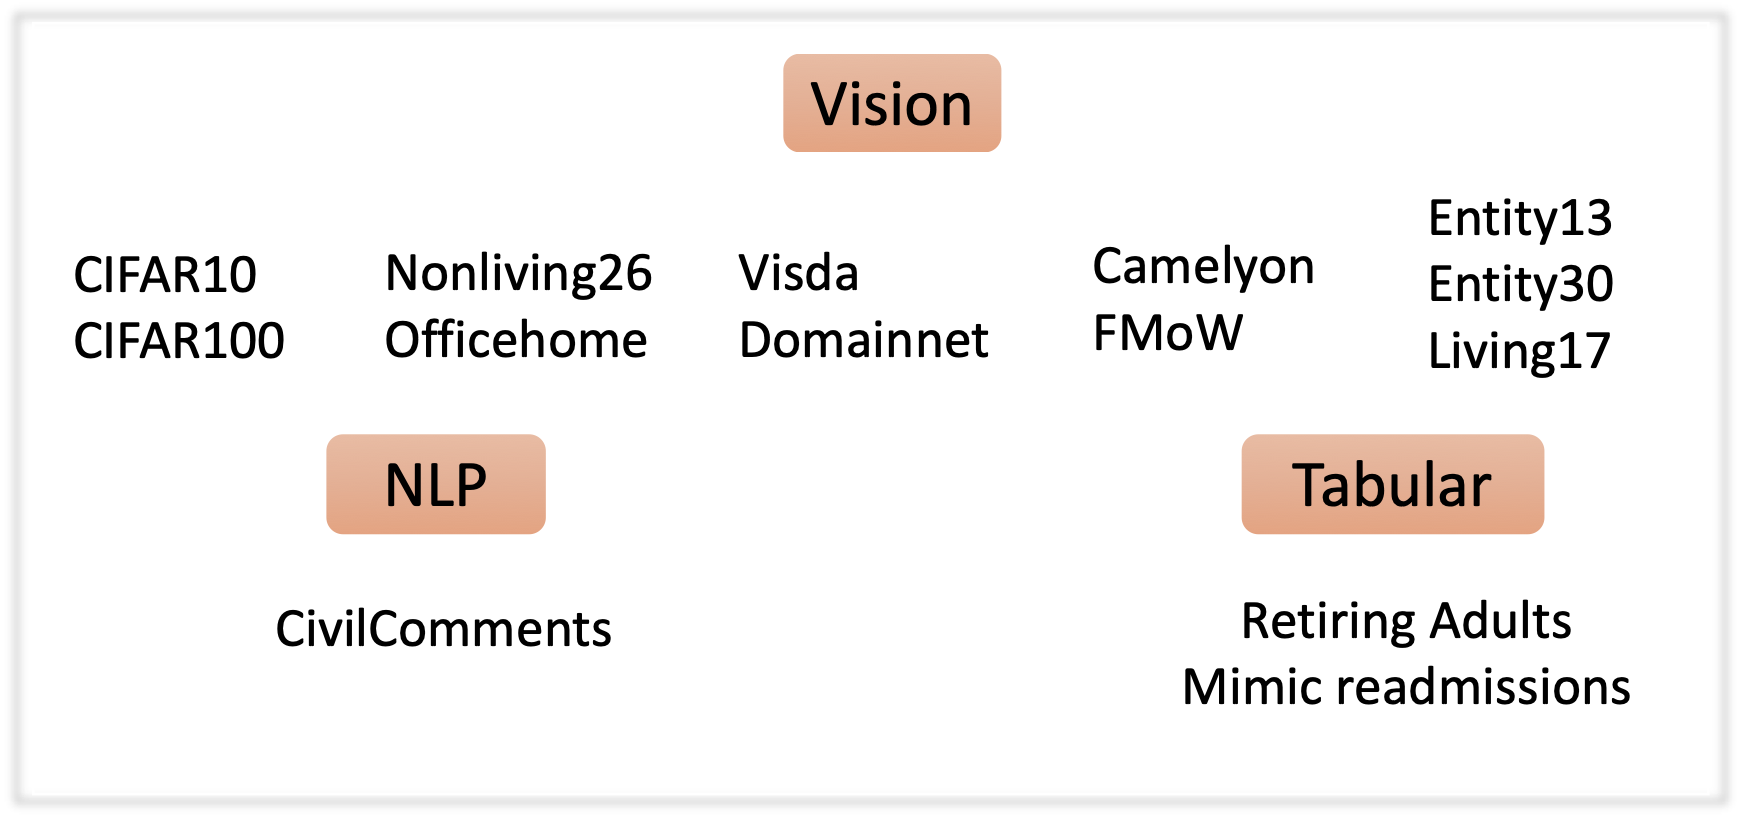 Vision
CIFAR10
CIFAR100
Nonliving26
Officehome
Visda
Domainnet
Camelyon
FMoW
Entity13
Entity30
Living17
NLP
CivilComments
Tabular
Retiring Adults
Mimic readmissions